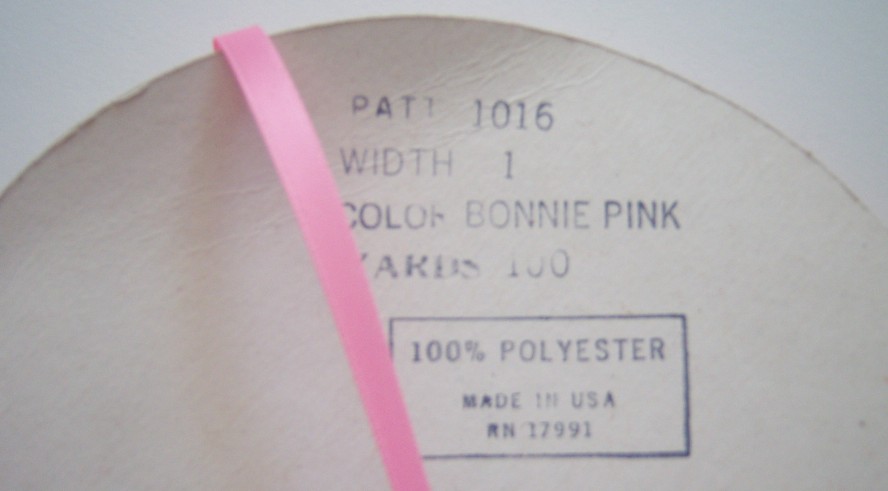 PATT 1016
WIDTH 1
COLOR BONNIE PINK
YARDS 100
100% POLYESTER
MADE IN USA
RN 17991